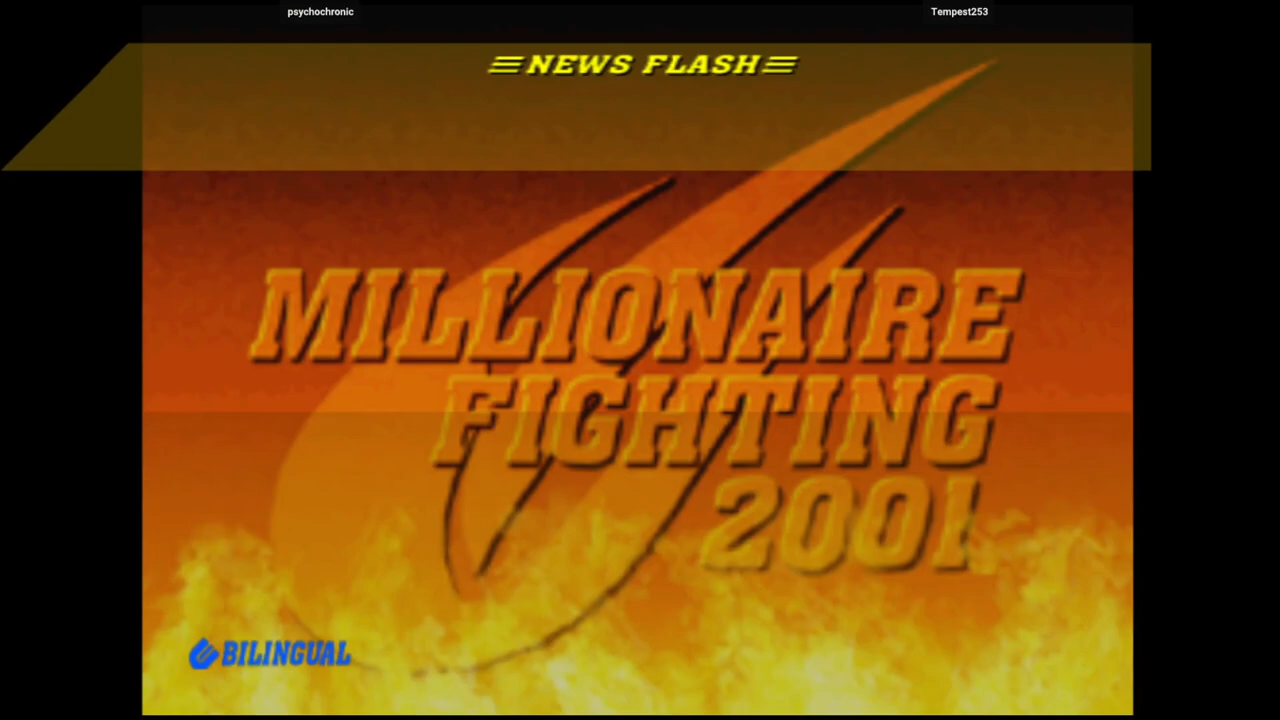 psychochronic
Tempest253
NEWS FLASH
MILLIONAIRE
FIGHTING
2001
BILINGUAL